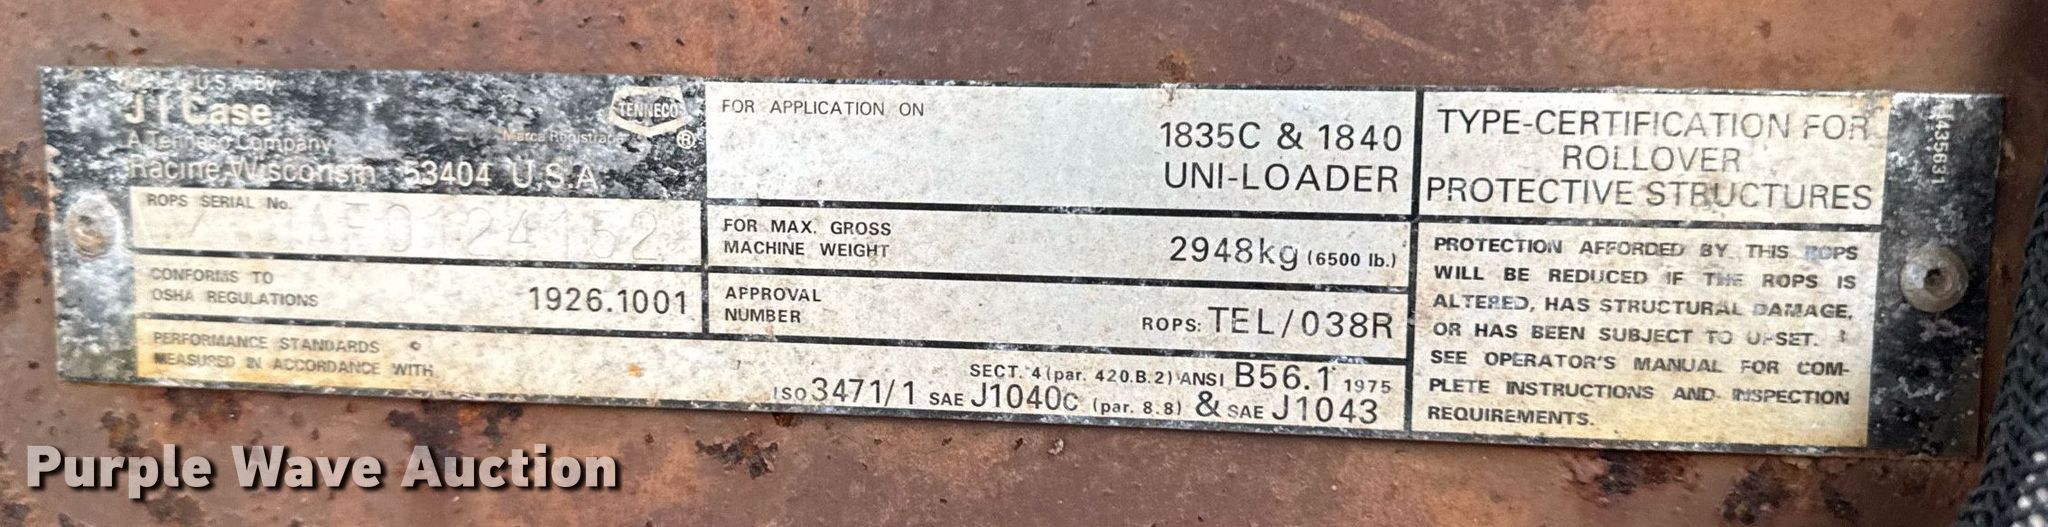 Made in U.S.A. By
J I Case
A Tenneco Company
Racine, Wisconsin 53404 U.S.A.
TENNECO
Marca Registrada
®
ROPS SERIAL No.
CONFORMS TO
OSHA REGULATIONS 1926.1001
PERFORMANCE STANDARDS
MEASURED IN ACCORDANCE WITH
SECT. 4 (par. 420.B.2) ANSI B56.1 1975
ISO 3471/1 SAE J1040C (par. 8.8) & SAE J1043
FOR APPLICATION ON
1835C & 1840
UNI-LOADER
FOR MAX. GROSS
MACHINE WEIGHT 2948kg (6500 lb.)
APPROVAL
NUMBER ROPS: TEL/038R
TYPE-CERTIFICATION FOR
ROLLOVER
PROTECTIVE STRUCTURES
PROTECTION AFFORDED BY THIS ROPS
WILL BE REDUCED IF THE ROPS IS
ALTERED, HAS STRUCTURAL DAMAGE,
OR HAS BEEN SUBJECT TO UPSET.
SEE OPERATOR'S MANUAL FOR COM-
PLETE INSTRUCTIONS AND INSPECTION
REQUIREMENTS.
Purple Wave Auction